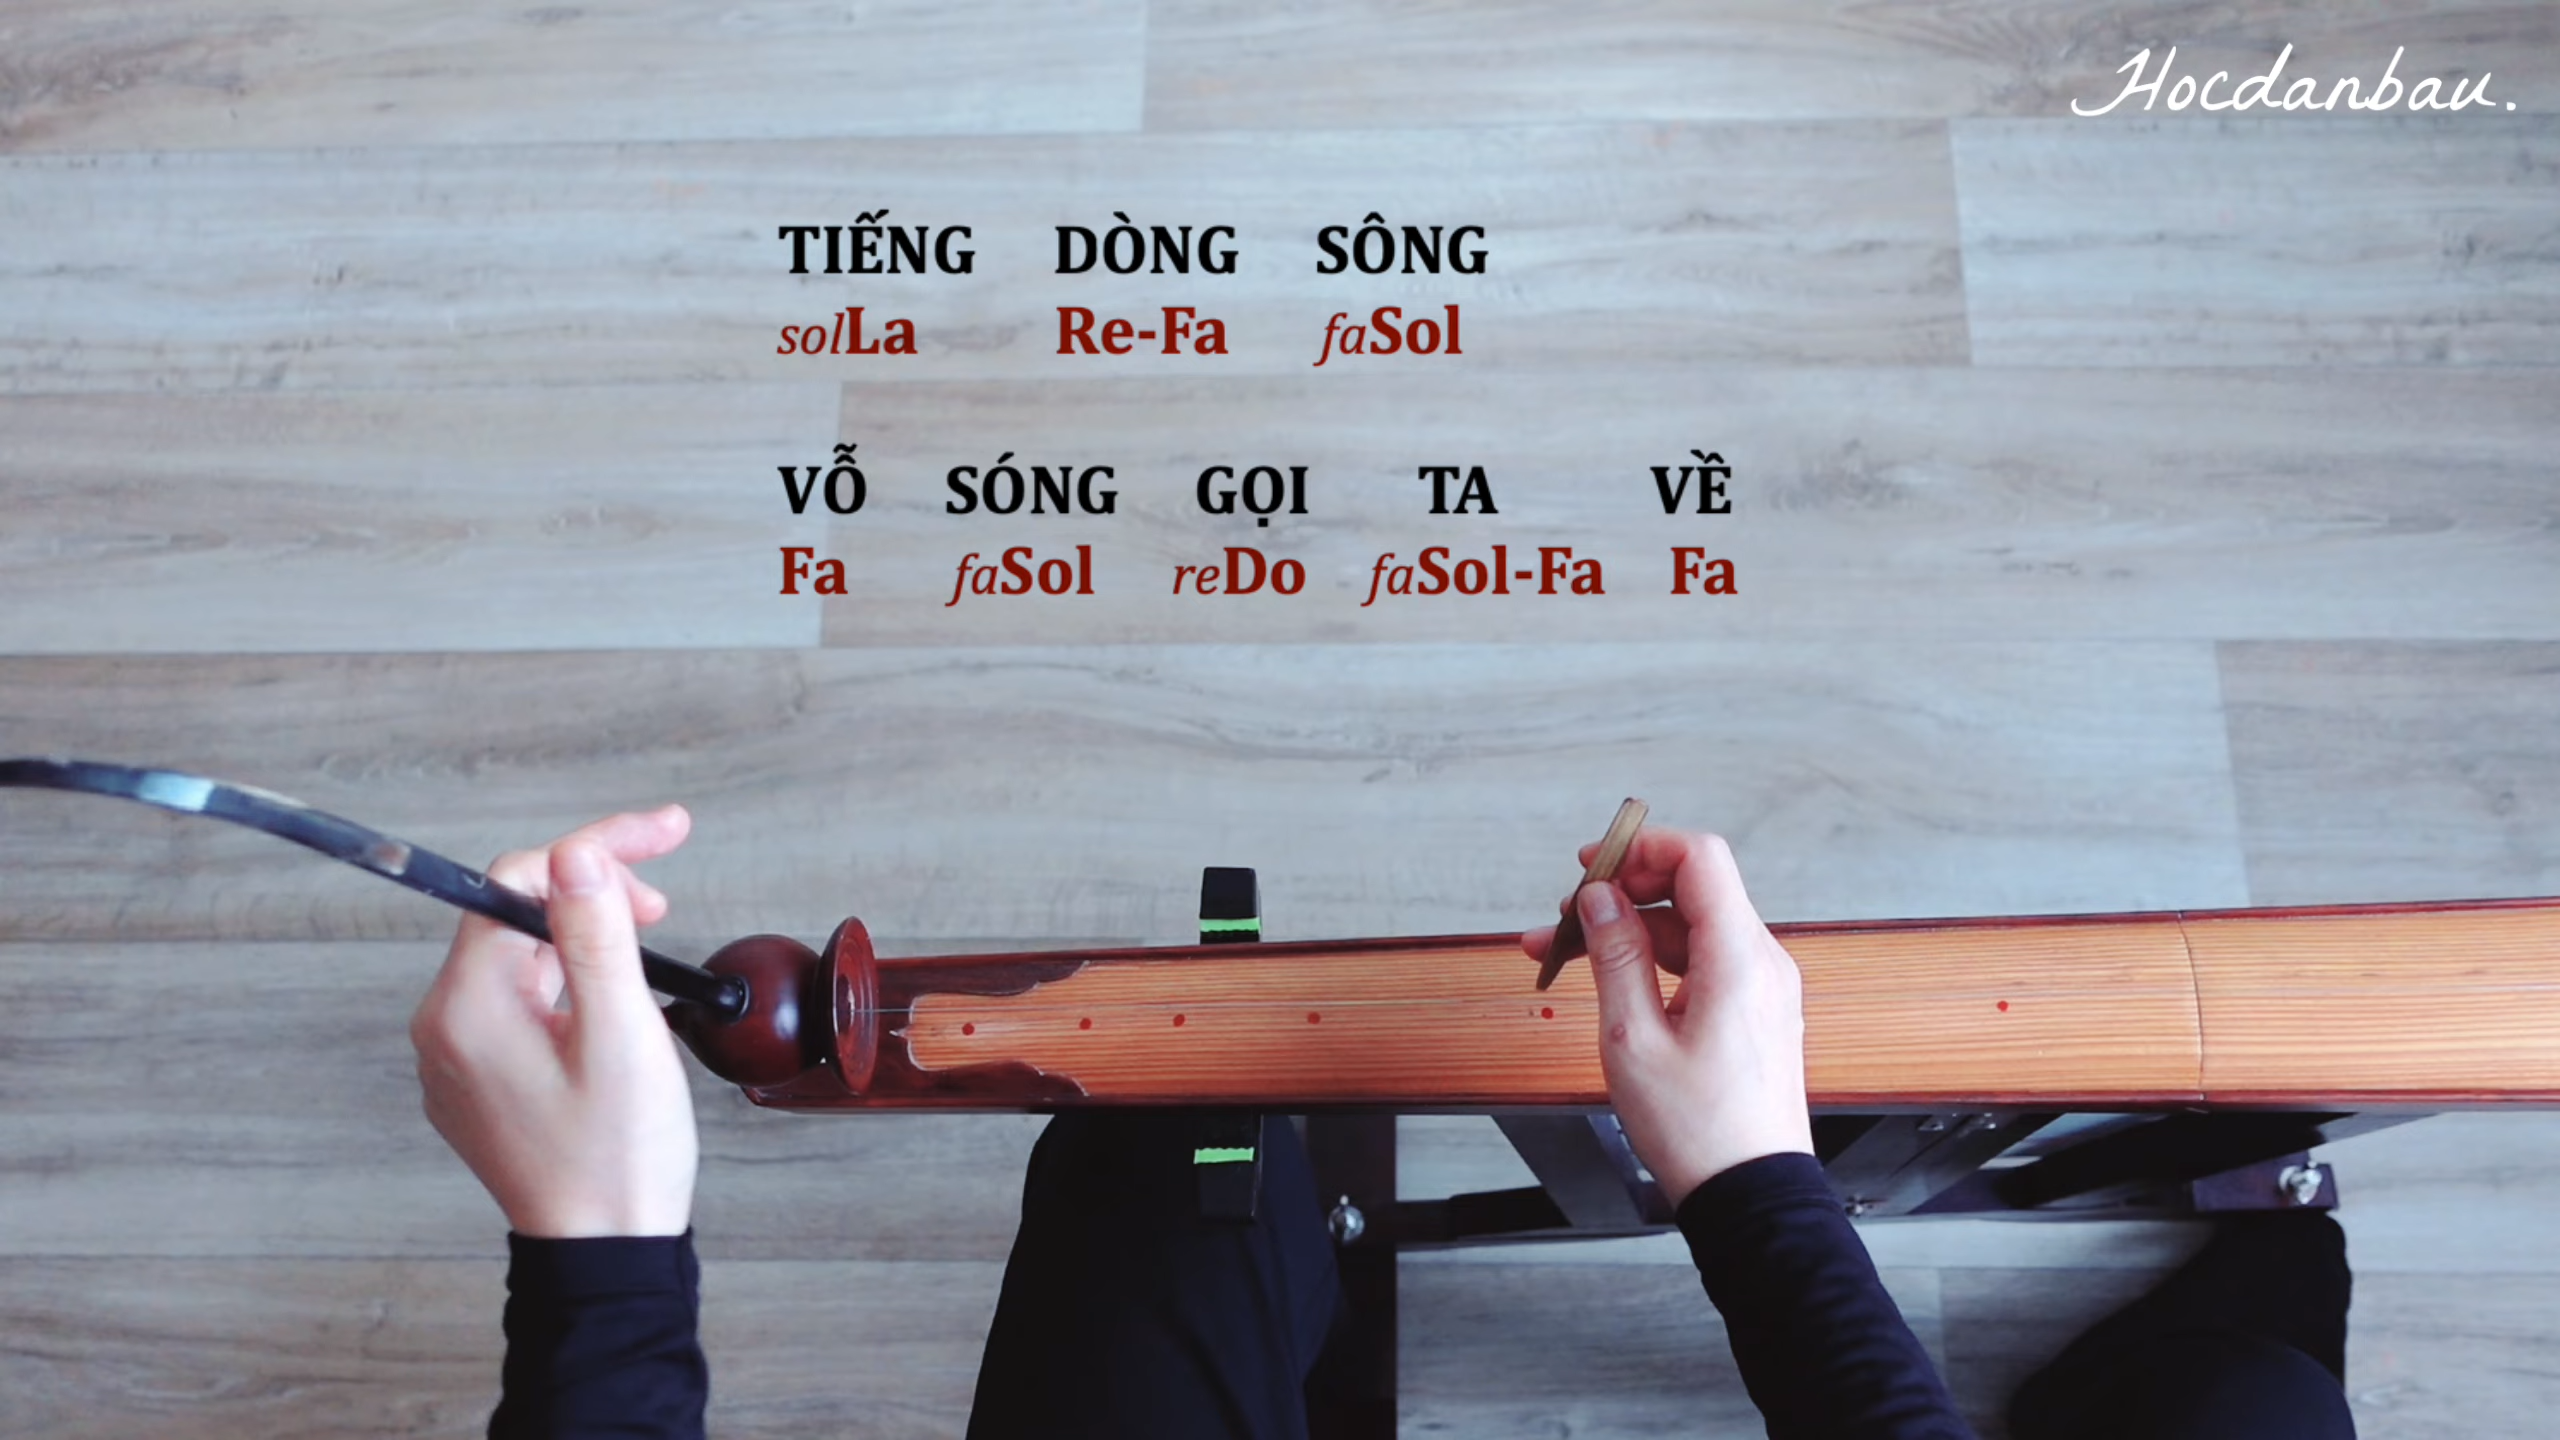 Hocdanbau.
TIẾNG DÒNG SÔNG
solLa Re-Fa faSol
VỖ SÓNG GỌI TA VỀ
Fa faSol reDo faSol-Fa Fa